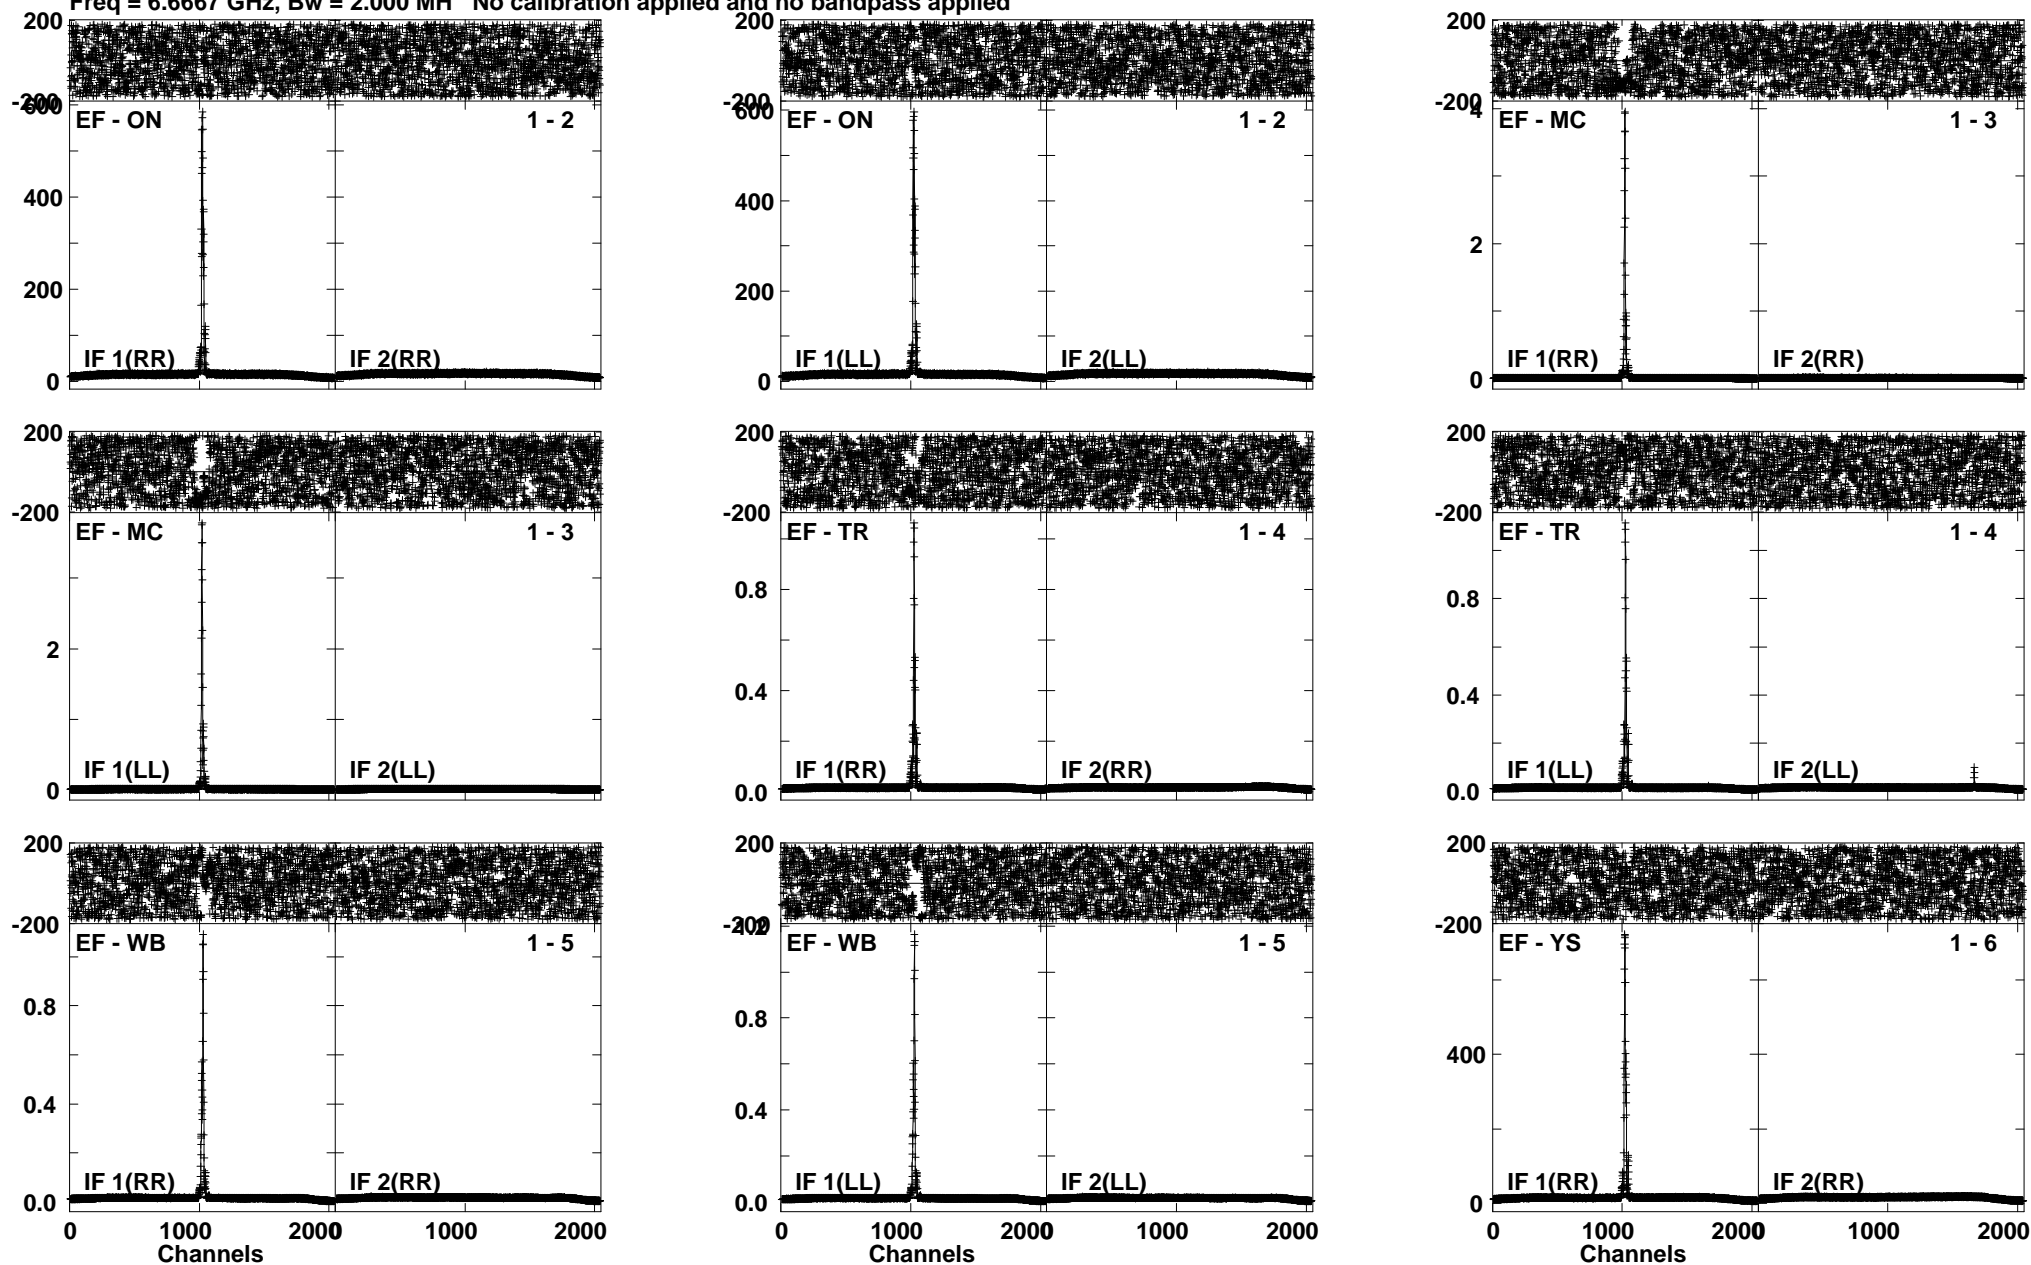 Freq = 6.6667 GHz, Bw = 2.000 MH No calibration applied and no bandpass applied
200
-200
600
400
200
0
EF - ON 1 - 2
IF 1(RR) IF 2(RR)
200
-200
600
400
200
0
EF - ON 1 - 2
IF 1(LL) IF 2(LL)
200
-200
4
2
0
EF - MC 1 - 3
IF 1(RR) IF 2(RR)
200
-200
2
0
EF - MC 1 - 3
IF 1(LL) IF 2(LL)
200
-200
0.8
0.4
0.0
EF - TR 1 - 4
IF 1(RR) IF 2(RR)
200
-200
0.8
0.4
0.0
EF - TR 1 - 4
IF 1(LL) IF 2(LL)
200
-200
0.8
0.4
0.0
EF - WB 1 - 5
IF 1(RR) IF 2(RR)
0 1000 2000 0 1000 2000
Channels
200
-200
1.2
0.8
0.4
0.0
EF - WB 1 - 5
IF 1(LL) IF 2(LL)
0 1000 2000 0 1000 2000
Channels
200
-200
400
0
EF - YS 1 - 6
IF 1(RR) IF 2(RR)
0 1000 2000 0 1000 2000
Channels